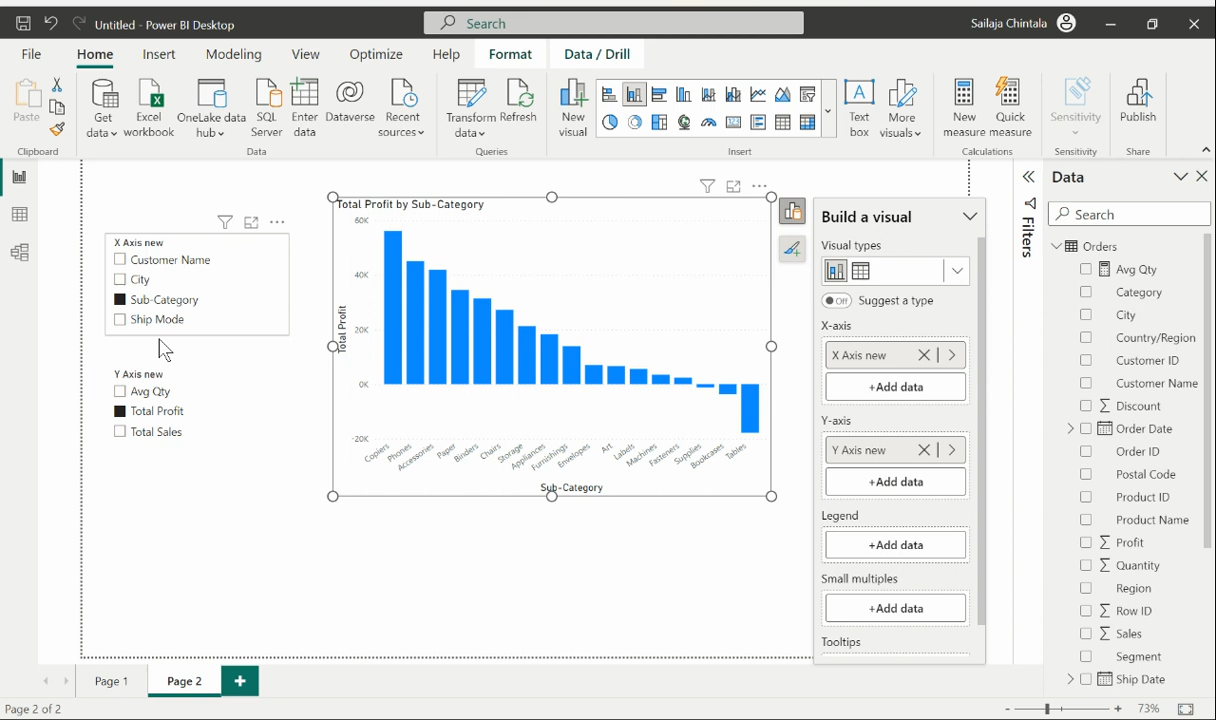 Untitled - Power BI Desktop
Search
Sailaja Chintala
File
Home
Insert
Modeling
View
Optimize
Help
Format
Data / Drill
Paste
Get data
Excel workbook
OneLake data hub
SQL Server
Enter data
Dataverse
Recent sources
Transform data
Refresh
New visual
Text box
More visuals
New measure
Quick measure
Sensitivity
Publish
Clipboard
Data
Queries
Insert
Calculations
Sensitivity
Share
X Axis new
Customer Name
City
Sub-Category
Ship Mode
Y Axis new
Avg Qty
Total Profit
Total Sales
Total Profit by Sub-Category
60K
40K
20K
0K
-20K
Total Profit
Copiers
Phones
Accessories
Paper
Binders
Chairs
Storage
Appliances
Furnishings
Envelopes
Art
Labels
Machines
Fasteners
Supplies
Bookcases
Tables
Sub-Category
Build a visual
Visual types
Off
Suggest a type
X-axis
X Axis new
+Add data
Y-axis
Y Axis new
+Add data
Legend
+Add data
Small multiples
+Add data
Tooltips
Filters
Data
Search
Orders
Avg Qty
Category
City
Country/Region
Customer ID
Customer Name
Discount
Order Date
Order ID
Postal Code
Product ID
Product Name
Profit
Quantity
Region
Row ID
Sales
Segment
Ship Date
Page 1
Page 2
Page 2 of 2
73%